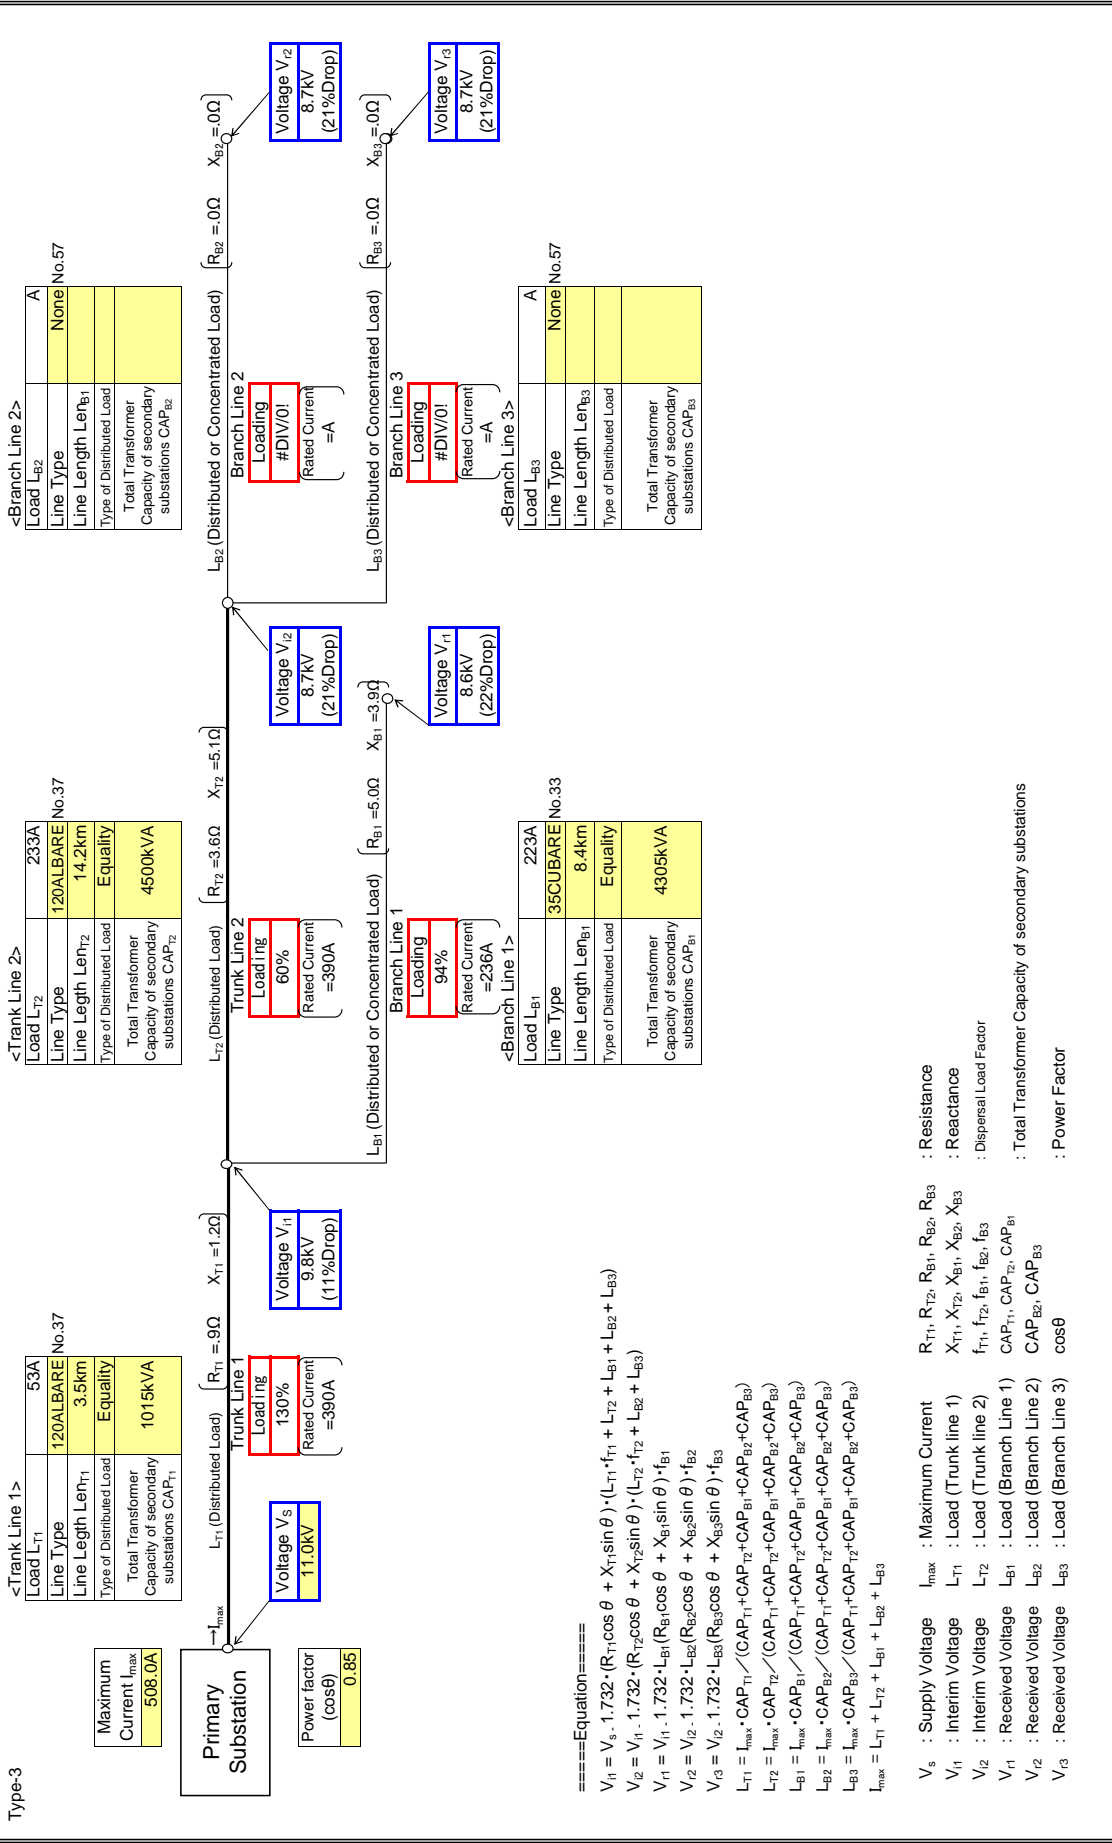 Type-3
Maximum
Current Imax
508.0A
Primary
Substation
Power factor
(cosθ)
0.85
→Imax
Voltage VS
11.0kV
<Trank Line 1>
Load LT1 53A
Line Type 120ALBARE No.37
Line Legth LenT1 3.5km
Type of Distributed Load Equality
Total Transformer
Capacity of secondary
substations CAPT1
1015kVA
LT1 (Distributed Load)
RT1 =.9Ω XT1 =1.2Ω
Trunk Line 1
Loading
130%
Rated Current
=390A
Voltage Vi1
9.8kV
(11%Drop)
<Trank Line 2>
Load LT2 233A
Line Type 120ALBARE No.37
Line Length LenT2 14.2km
Type of Distributed Load Equality
Total Transformer
Capacity of secondary
substations CAPT2
4500kVA
LT2 (Distributed Load)
RT2 =3.6Ω XT2 =5.1Ω
Trunk Line 2
Loading
60%
Rated Current
=390A
Voltage Vi2
8.7kV
(21%Drop)
LB1 (Distributed or Concentrated Load)
RB1 =5.0Ω XB1 =3.9Ω
Branch Line 1
Loading
94%
Rated Current
=236A
Voltage Vr1
8.6kV
(22%Drop)
<Branch Line 1>
Load LB1 223A
Line Type 35CUBARE No.33
Line Length LenB1 8.4km
Type of Distributed Load Equality
Total Transformer
Capacity of secondary
substations CAPB1
4305kVA
<Branch Line 2>
Load LB2 A
Line Type None No.57
Line Length LenB1
Type of Distributed Load
Total Transformer
Capacity of secondary
substations CAPB2
LB2 (Distributed or Concentrated Load)
RB2 =.0Ω XB2 =.0Ω
Branch Line 2
Loading
#DIV/0!
Rated Current
=A
Voltage Vr2
8.7kV
(21%Drop)
LB3 (Distributed or Concentrated Load)
RB3 =.0Ω XB3 =.0Ω
Branch Line 3
Loading
#DIV/0!
Rated Current
=A
Voltage Vr3
8.7kV
(21%Drop)
<Branch Line 3>
Load LB3 A
Line Type None No.57
Line Length LenB3
Type of Distributed Load
Total Transformer
Capacity of secondary
substations CAPB3
=====Equation=====
Vi1 = Vs - 1.732・(RT1cos θ + XT1sin θ)・(LT1・fT1 + LT2 + LB1 + LB2 + LB3)
Vi2 = Vi1 - 1.732・(RT2cos θ + XT2sin θ)・(LT2・fT2 + LB2 + LB3)
Vr1 = Vi1 - 1.732・LB1(RB1cos θ + XB1sin θ)・fB1
Vr2 = Vi2 - 1.732・LB2(RB2cos θ + XB2sin θ)・fB2
Vr3 = Vi2 - 1.732・LB3(RB3cos θ + XB3sin θ)・fB3
LT1 = Imax・CAPT1／(CAPT1+CAPT2+CAPB1+CAPB2+CAPB3)
LT2 = Imax・CAPT2／(CAPT1+CAPT2+CAPB1+CAPB2+CAPB3)
LB1 = Imax・CAPB1／(CAPT1+CAPT2+CAPB1+CAPB2+CAPB3)
LB2 = Imax・CAPB2／(CAPT1+CAPT2+CAPB1+CAPB2+CAPB3)
LB3 = Imax・CAPB3／(CAPT1+CAPT2+CAPB1+CAPB2+CAPB3)
Imax = LT1 + LT2 + LB1 + LB2 + LB3
Vs : Supply Voltage Imax : Maximum Current RT1, RT2, RB1, RB2, RB3 : Resistance
Vi1 : Interim Voltage LT1 : Load (Trunk line 1) XT1, XT2, XB1, XB2, XB3 : Reactance
Vi2 : Interim Voltage LT2 : Load (Trunk line 2) fT1, fT2, fB1, fB2, fB3 : Dispersal Load Factor
Vr1 : Received Voltage LB1 : Load (Branch Line 1) CAPT1, CAPT2, CAPB1 : Total Transformer Capacity of secondary substations
Vr2 : Received Voltage LB2 : Load (Branch Line 2) CAPB2, CAPB3
Vr3 : Received Voltage LB3 : Load (Branch Line 3) cosθ : Power Factor